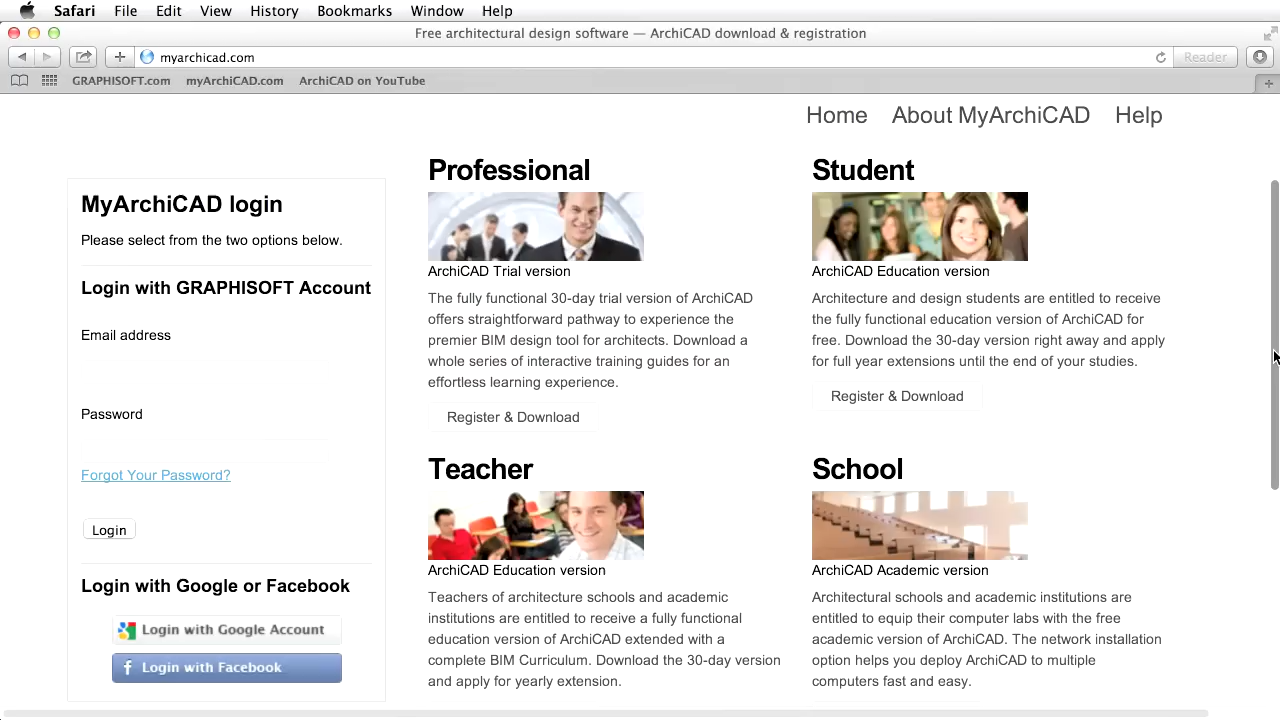 Safari File Edit View History Bookmarks Window Help
Free architectural design software — ArchiCAD download & registration
myarchicad.com
Reader
GRAPHISOFT.com myArchiCAD.com ArchiCAD on YouTube
Home About MyArchiCAD Help
MyArchiCAD login
Please select from the two options below.
Login with GRAPHISOFT Account
Email address
Password
Forgot Your Password?
Login
Login with Google or Facebook
Login with Google Account
Login with Facebook
Professional
ArchiCAD Trial version
The fully functional 30-day trial version of ArchiCAD
offers straightforward pathway to experience the
premier BIM design tool for architects. Download a
whole series of interactive training guides for an
effortless learning experience.
Register & Download
Student
ArchiCAD Education version
Architecture and design students are entitled to receive
the fully functional education version of ArchiCAD for
free. Download the 30-day version right away and apply
for full year extensions until the end of your studies.
Register & Download
Teacher
ArchiCAD Education version
Teachers of architecture schools and academic
institutions are entitled to receive a fully functional
education version of ArchiCAD extended with a
complete BIM Curriculum. Download the 30-day version
and apply for yearly extension.
School
ArchiCAD Academic version
Architectural schools and academic institutions are
entitled to equip their computer labs with the free
academic version of ArchiCAD. The network installation
option helps you deploy ArchiCAD to multiple
computers fast and easy.